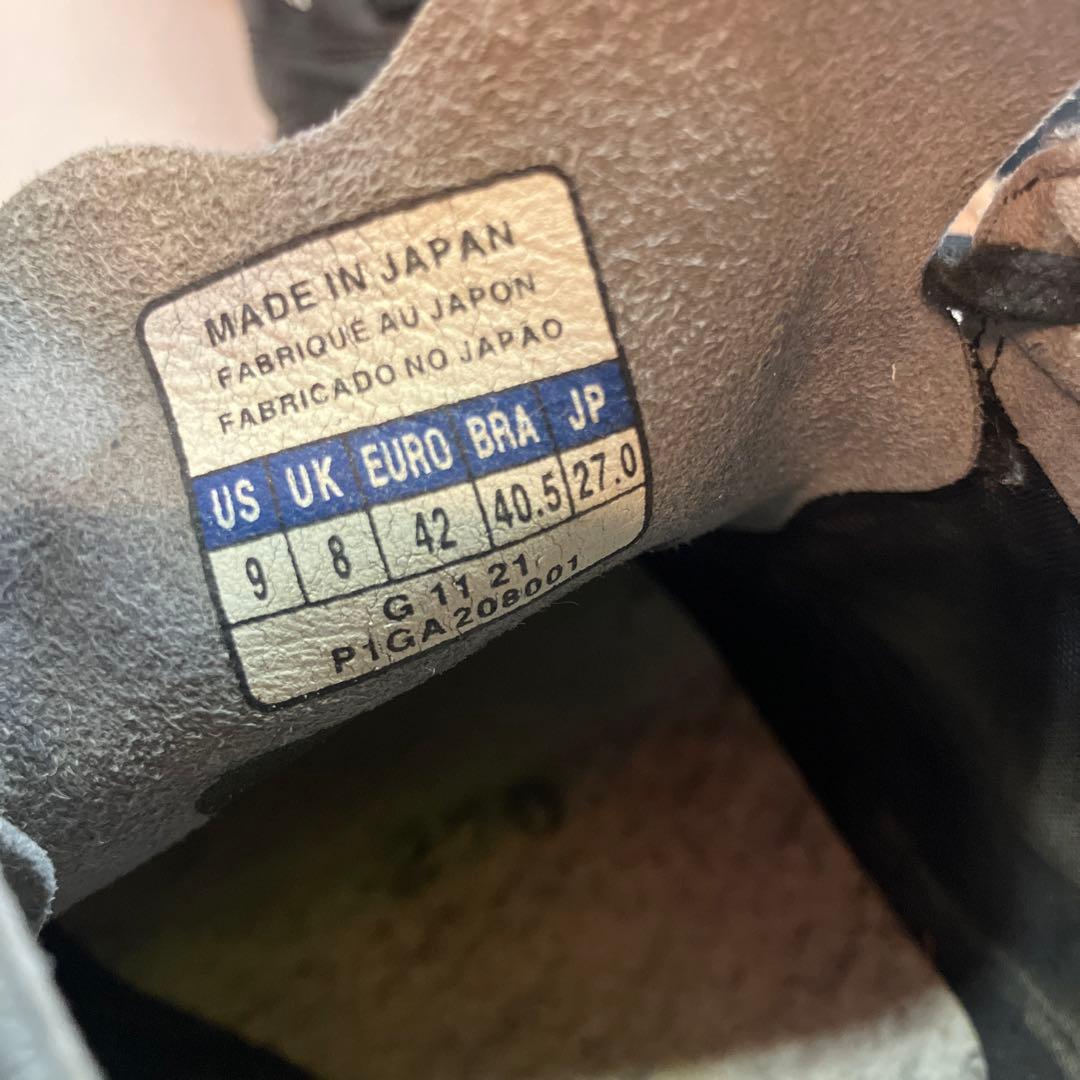 MADE IN JAPAN
FABRIQUÉ AU JAPON
FABRICADO NO JAPAO
US UK EURO BRA JP
9 8 42 40.5 27.0
G 11 21
P1GA208001